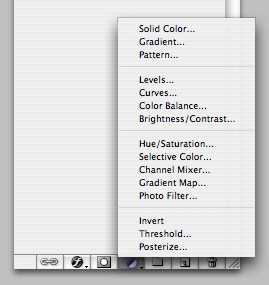 Solid Color...
Gradient...
Pattern...
Levels...
Curves...
Color Balance...
Brightness/Contrast...
Hue/Saturation...
Selective Color...
Channel Mixer...
Gradient Map...
Photo Filter...
Invert
Threshold...
Posterize...